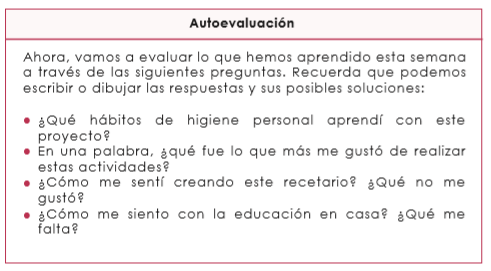 Autoevaluación
Ahora, vamos a evaluar lo que hemos aprendido esta semana
a través de las siguientes preguntas. Recuerda que podemos
escribir o dibujar las respuestas y sus posibles soluciones:
• ¿Qué hábitos de higiene personal aprendí con este
proyecto?
• En una palabra, ¿qué fue lo que más me gustó de realizar
estas actividades?
• ¿Cómo me sentí creando este recetario? ¿Qué no me
gustó?
• ¿Cómo me siento con la educación en casa? ¿Qué me
falta?